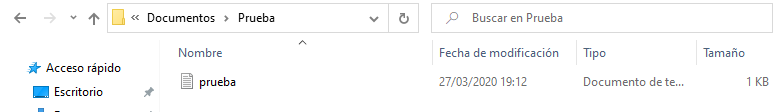 « Documentos > Prueba
Buscar en Prueba
Nombre Fecha de modificación Tipo Tamaño
Acceso rápido
prueba 27/03/2020 19:12 Documento de te... 1 KB
Escritorio